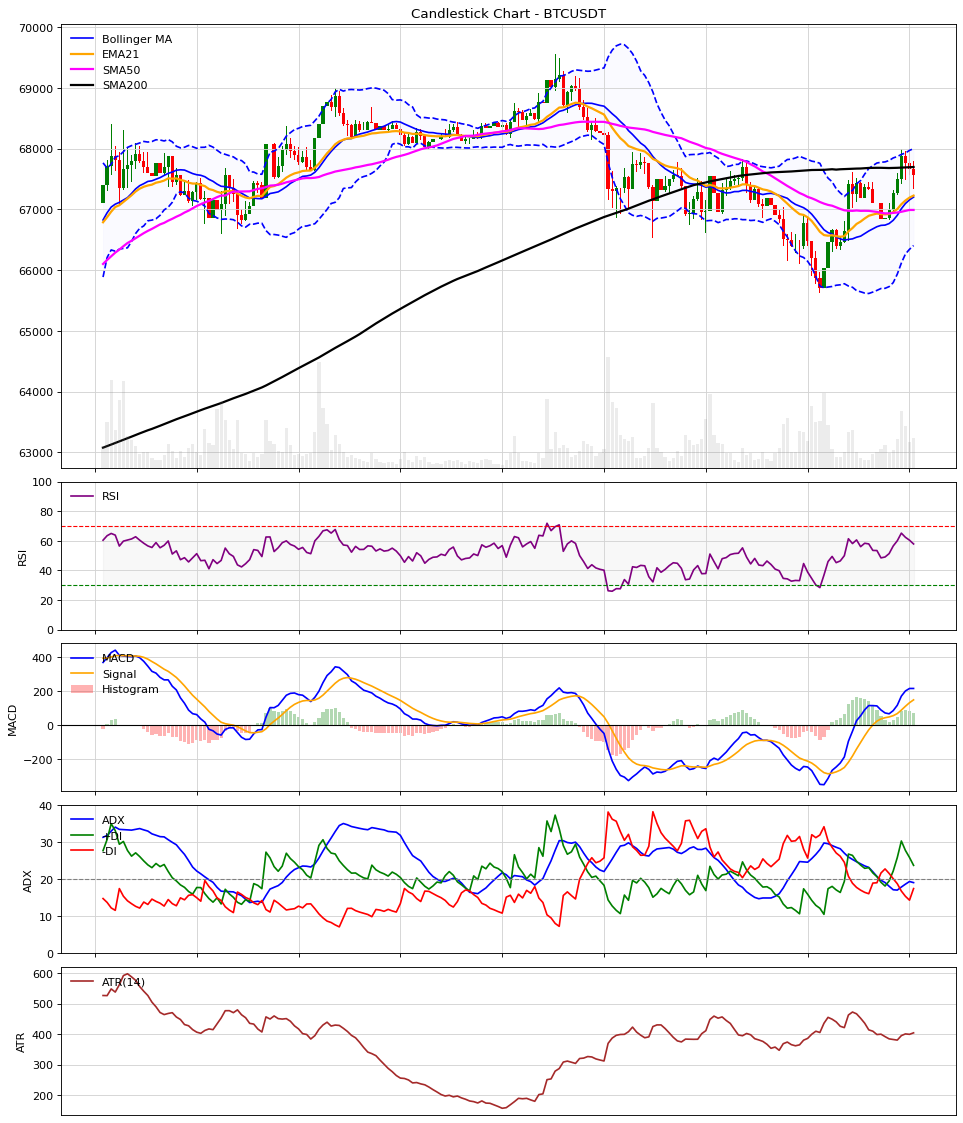 Candlestick Chart - BTCUSDT
70000
69000
68000
67000
66000
65000
64000
63000
Bollinger MA
EMA21
SMA50
SMA200
RSI
100
80
60
40
20
0
RSI
MACD
400
200
0
−200
MACD
Signal
Histogram
ADX
40
30
20
10
0
ADX
+DI
-DI
ATR
600
500
400
300
200
ATR(14)